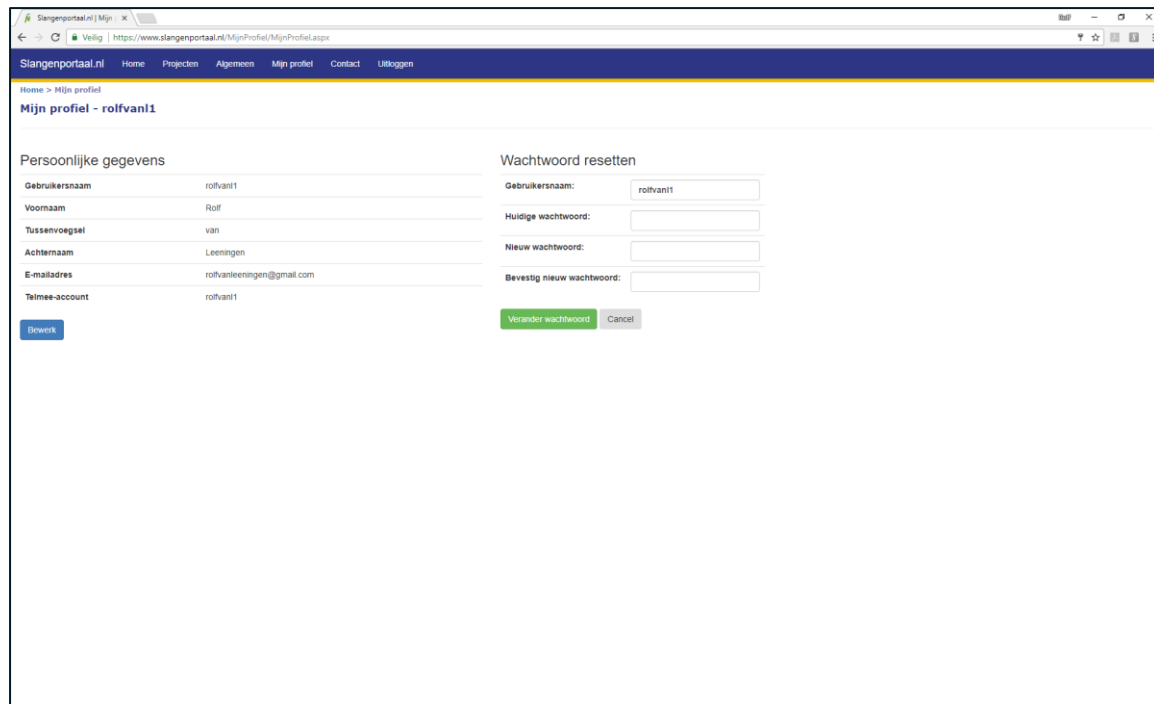 Slangenportaal.nl | Mijn
Veilig | https://www.slangenportaal.nl/MijnProfiel/MijnProfiel.aspx
Slangenportaal.nl Home Projecten Algemeen Mijn profiel Contact Uitloggen
Home > Mijn profiel
Mijn profiel - rolfvanl1
Persoonlijke gegevens
Gebruikersnaam rolfvanl1
Voornaam Rolf
Tussenvoegsel van
Achternaam Leeningen
E-mailadres rolfvanleeningen@gmail.com
Telmee-account rolfvanl1
Bewerk
Wachtwoord resetten
Gebruikersnaam: rolfvanl1
Huidige wachtwoord:
Nieuw wachtwoord:
Bevestig nieuw wachtwoord:
Verander wachtwoord Cancel